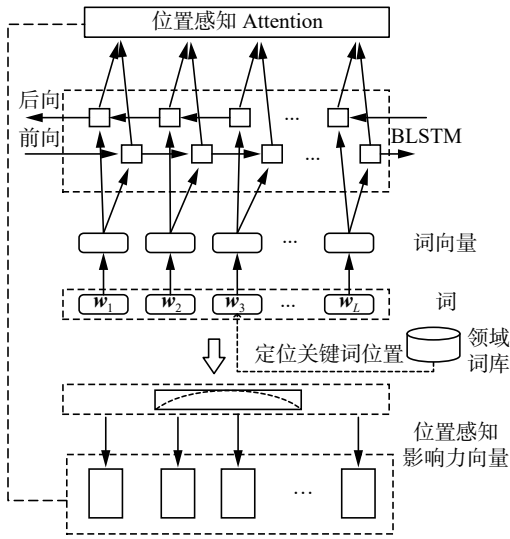 位置感知 Attention
后向
...
前向
...
BLSTM
...
词向量
w1 w2 w3 ... wL
词
定位关键词位置
领域
词库
位置感知
影响力向量
...